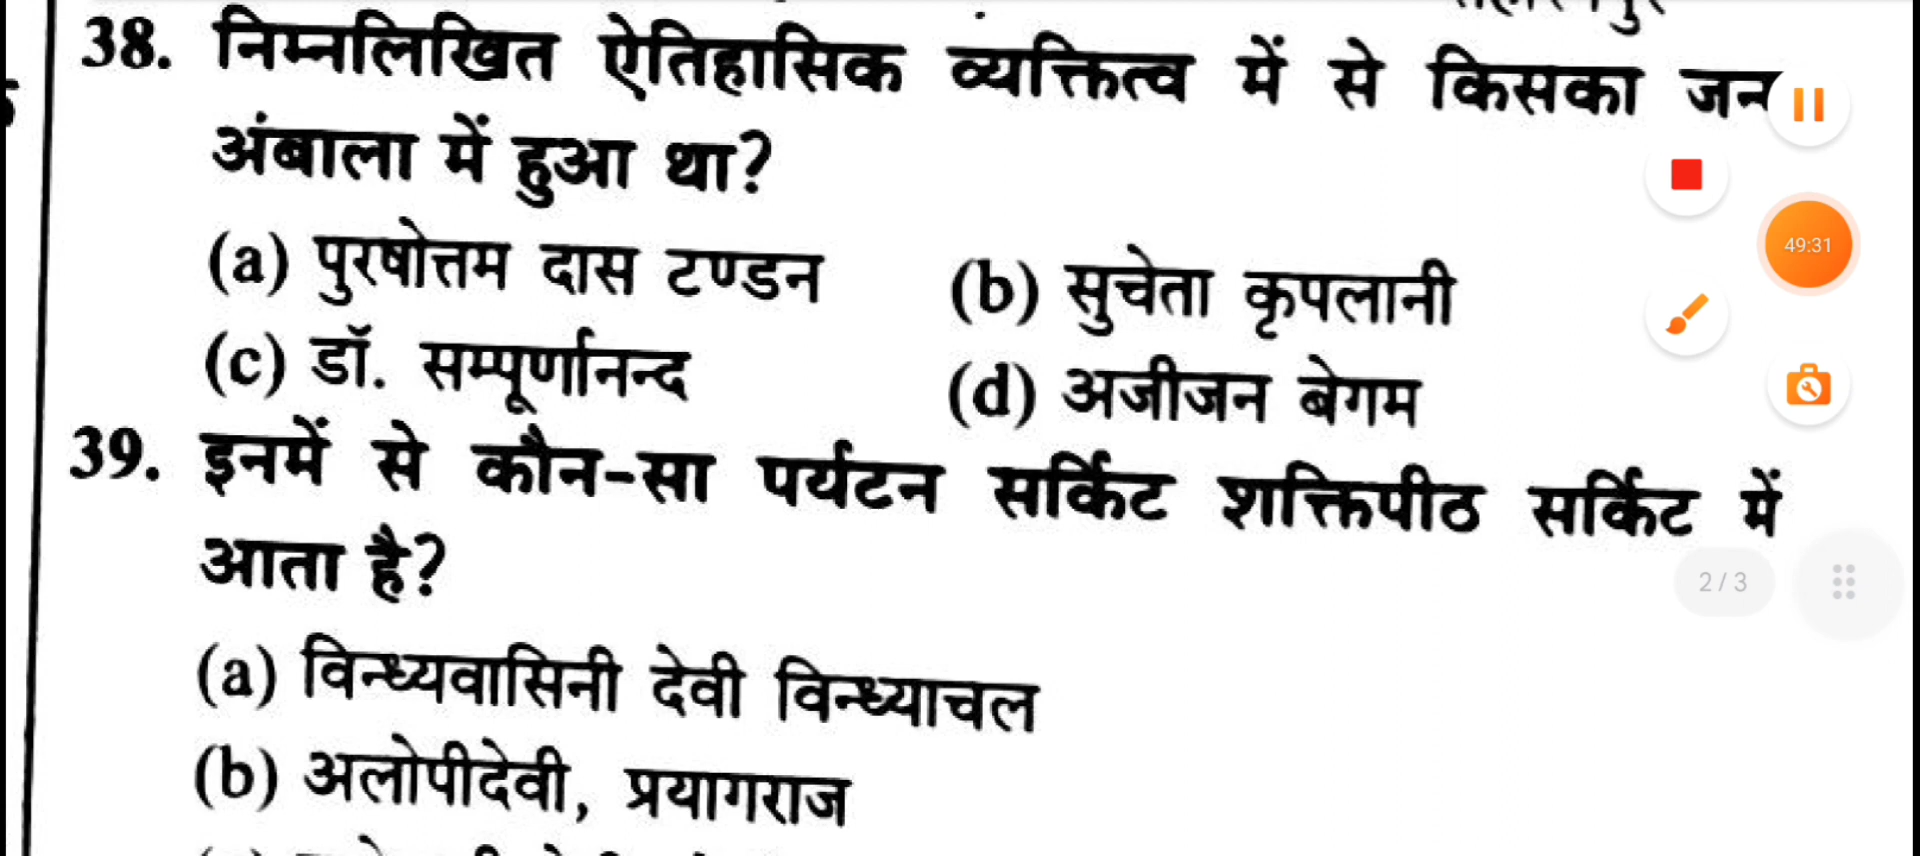 38. निम्नलिखित ऐतिहासिक व्यक्तित्व में से किसका
अंबाला में हुआ था?
(a) पुरषोत्तम दास टण्डन (b) सुचेता कृपलानी
(c) डॉ. सम्पूर्णानन्द (d) अजीजन बेगम
39. इनमें से कौन-सा पर्यटन सर्किट शक्तिपीठ सर्किट में
आता है?
(a) विन्ध्यवासिनी देवी विन्ध्याचल
(b) अलोपीदेवी, प्रयागराज
49:31
2/3